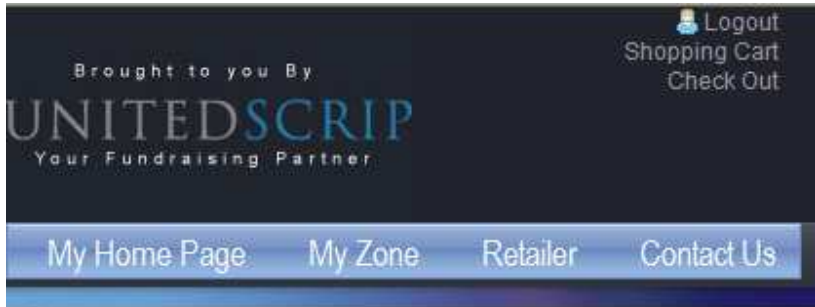 Logout
Shopping Cart
Check Out
Brought to you By
UNITEDSCRIP
Your Fundraising Partner
My Home Page My Zone Retailer Contact Us